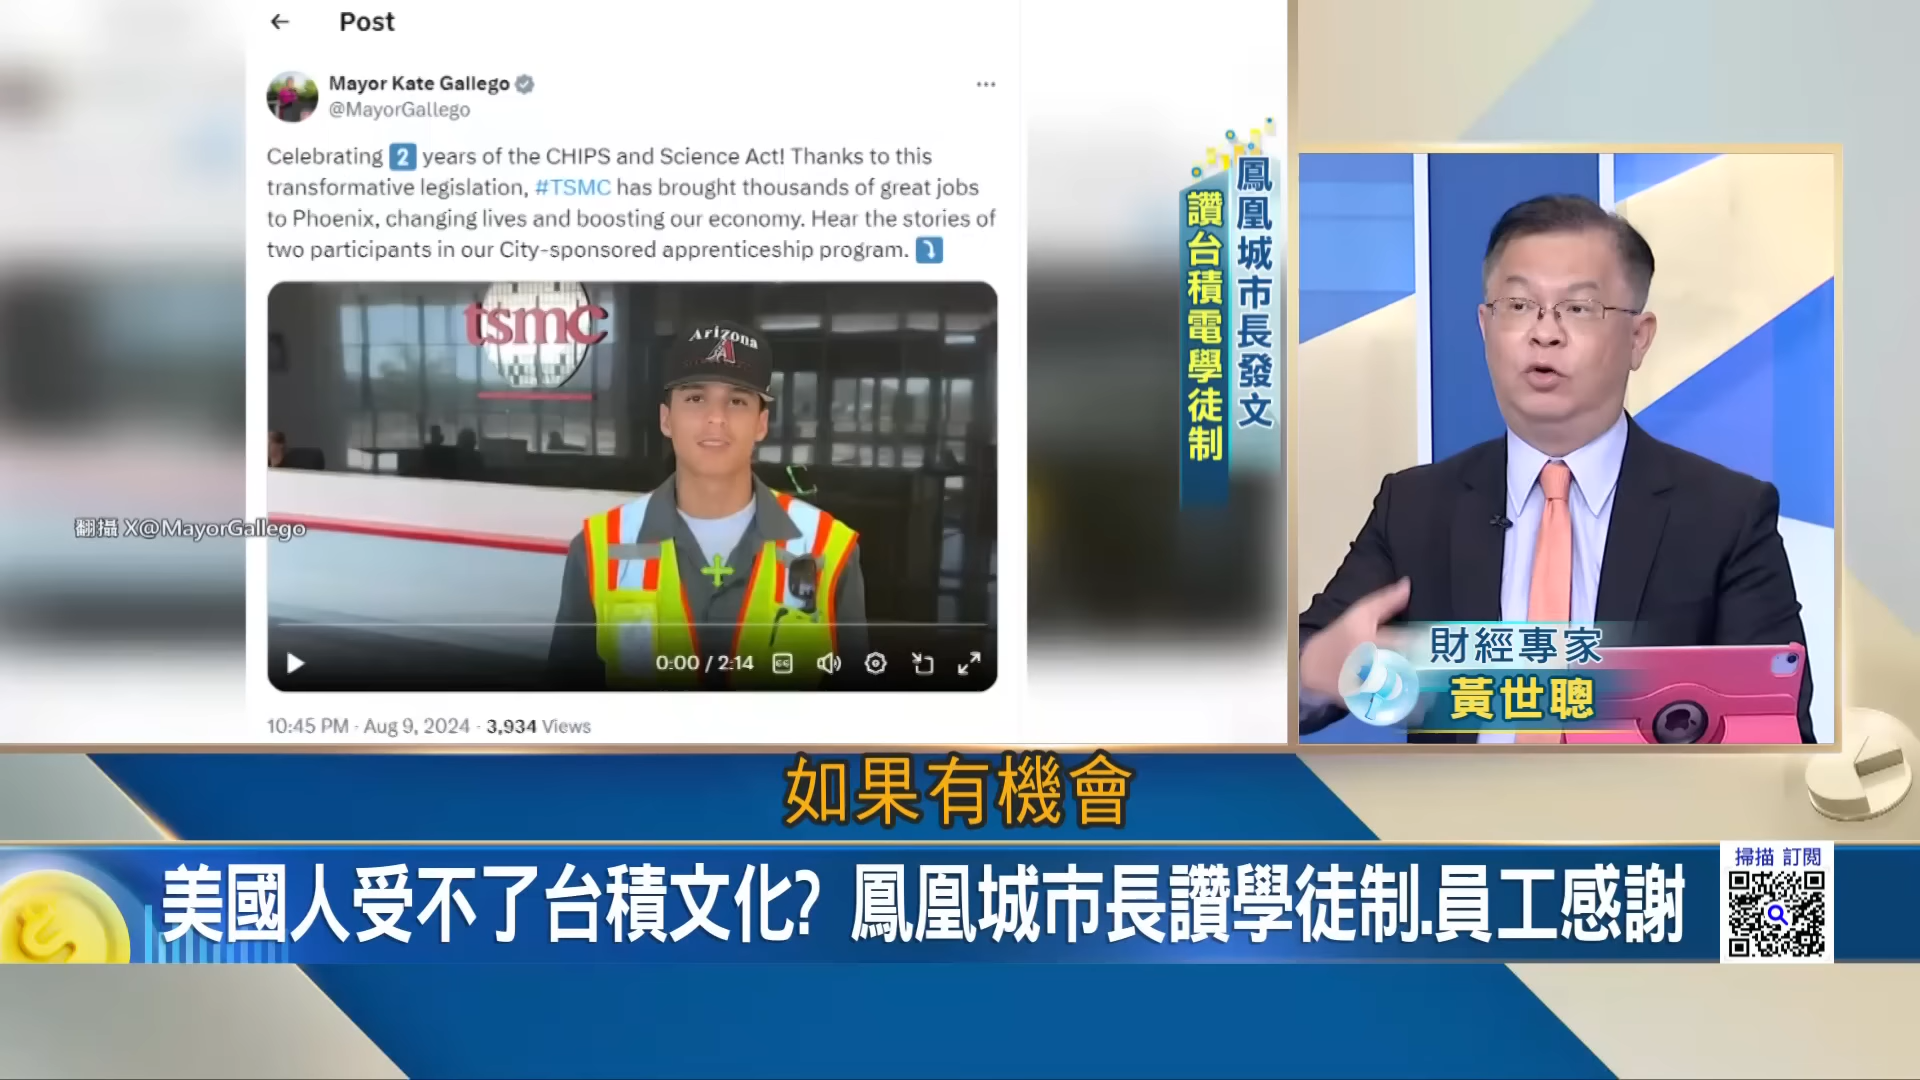 Post
Mayor Kate Gallego
@MayorGallego
Celebrating 2 years of the CHIPS and Science Act! Thanks to this
transformative legislation, #TSMC has brought thousands of great jobs
to Phoenix, changing lives and boosting our economy. Hear the stories of
two participants in our City-sponsored apprenticeship program.
tsmc
Arizona
A
翻攝 X@MayorGallego
0:00 / 2:14
CC
10:45 PM · Aug 9, 2024 · 3,934 Views
鳳凰城市長發文
讚台積電學徒制
財經專家
黃世聰
如果有機會
美國人受不了台積文化? 鳳凰城市長讚學徒制.員工感謝
掃描 訂閱